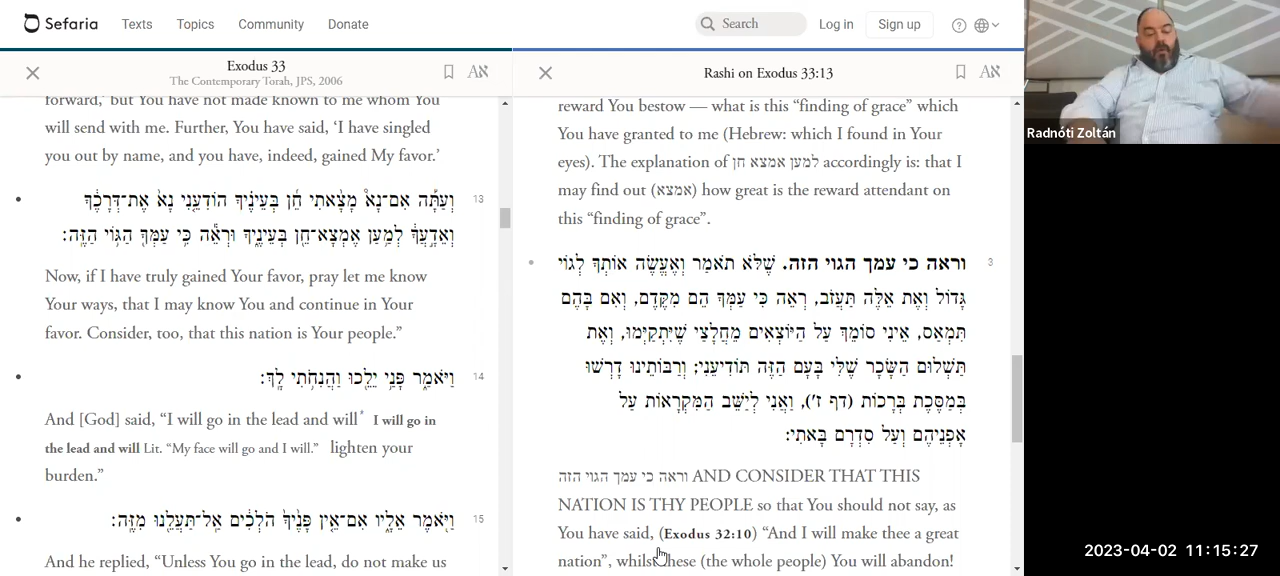 Sefaria
Texts
Topics
Community
Donate
Search
Log in
Sign up
Exodus 33
The Contemporary Torah, JPS, 2006
forward,’ but You have not made known to me whom You
will send with me. Further, You have said, ‘I have singled
you out by name, and you have, indeed, gained My favor.’
13
וְעַתָּ֡ה אִם־נָא֩ מָצָ֨אתִי חֵ֜ן בְּעֵינֶ֗יךָ הוֹדִעֵ֤נִי נָא֙ אֶת־דְּרָכֶ֔ךָ
וְאֵדָ֣עֲךָ֔ לְמַ֥עַן אֶמְצָא־חֵ֖ן בְּעֵינֶ֑יךָ וּרְאֵ֕ה כִּ֥י עַמְּךָ֖ הַגּ֥וֹי הַזֶּֽה׃
Now, if I have truly gained Your favor, pray let me know
Your ways, that I may know You and continue in Your
favor. Consider, too, that this nation is Your people.”
14
וַיֹּאמַ֑ר פָּנַ֥י יֵלֵ֖כוּ וַהֲנִחֹ֥תִי לָֽךְ׃
And [God] said, “I will go in the lead and will* I will go in
the lead and will Lit. “My face will go and I will.” lighten your
burden.”
15
וַיֹּ֖אמֶר אֵלָ֑יו אִם־אֵ֤ין פָּנֶ֙יךָ֙ הֹלְכִ֔ים אַֽל־תַּעֲלֵ֖נוּ מִזֶּֽה׃
And he replied, “Unless You go in the lead, do not make us
Rashi on Exodus 33:13
reward You bestow — what is this “finding of grace” which
You have granted to me (Hebrew: which I found in Your
eyes). The explanation of למען אמצא חן accordingly is: that I
may find out (אמצא) how great is the reward attendant on
this “finding of grace”.
3
וראה כי עמך הגוי הזה. שֶׁלֹּא תֹאמַר וְאֶעֱשֶׂה אוֹתְךָ לְגוֹי
גָּדוֹל וְאֶת אֵלֶּה תַּעֲזֹב, רְאֵה כִּי עַמְּךָ הֵם מִקֶּדֶם, וְאִם בָּהֶם
תִּמְאַס, אֵינִי סוֹמֵךְ עַל הַיּוֹצְאִים מֵחֲלָצַי שֶׁיִּתְקַיְּמוּ, וְאֶת
תַּשְׁלוּם הַשָּׂכָר שֶׁלִּי בָּעָם הַזֶּה תּוֹדִיעֵנִי; וְרַבּוֹתֵינוּ דָרְשׁוּ
בְּמַסֶּכֶת בְּרָכוֹת (דף ז'), וַאֲנִי לְיַשֵּׁב הַמִּקְרָאוֹת עַל
אָפְנֵיהֶם וְעַל סִדְרָם בָּאתִי:
וראה כי עמך הגוי הזה AND CONSIDER THAT THIS
NATION IS THY PEOPLE so that You should not say, as
You have said, (Exodus 32:10) “And I will make thee a great
nation”, whilst these (the whole people) You will abandon!
Radnóti Zoltán
2023-04-02 11:15:27